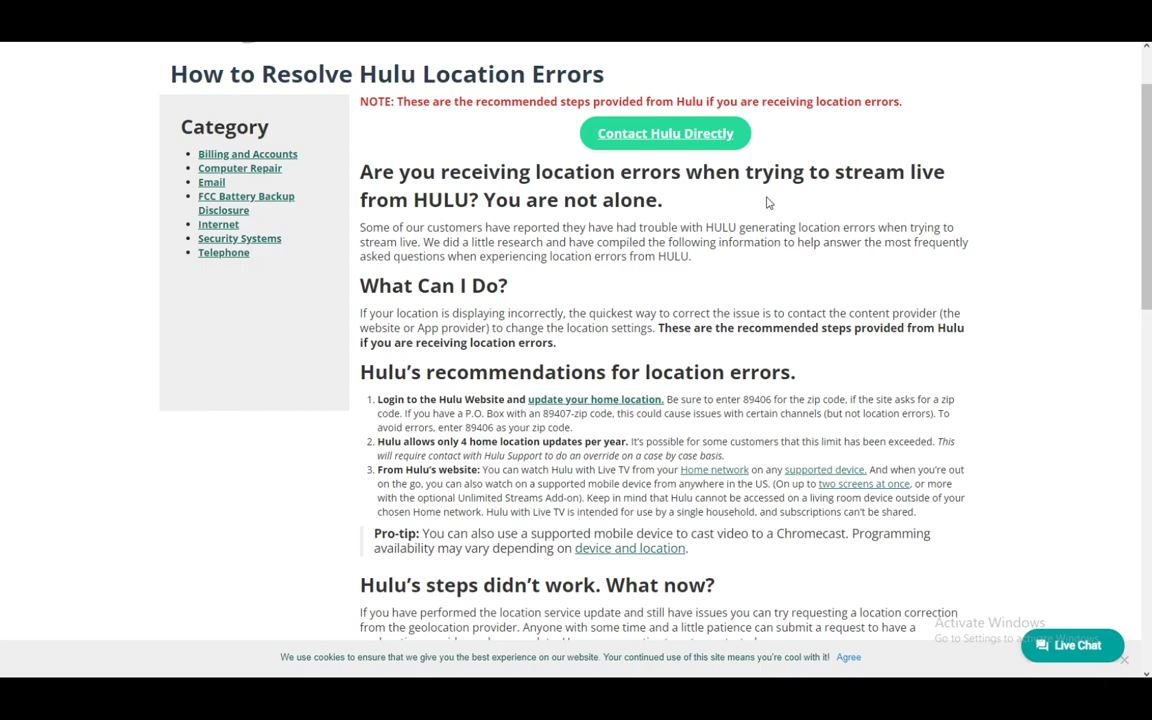 How to Resolve Hulu Location Errors
NOTE: These are the recommended steps provided from Hulu if you are receiving location errors.
Category
Billing and Accounts
Computer Repair
Email
FCC Battery Backup
Disclosure
Internet
Security Systems
Telephone
Contact Hulu Directly
Are you receiving location errors when trying to stream live
from HULU? You are not alone.
Some of our customers have reported they have had trouble with HULU generating location errors when trying to
stream live. We did a little research and have compiled the following information to help answer the most frequently
asked questions when experiencing location errors from HULU.
What Can I Do?
If your location is displaying incorrectly, the quickest way to correct the issue is to contact the content provider (the
website or App provider) to change the location settings. These are the recommended steps provided from Hulu
if you are receiving location errors.
Hulu's recommendations for location errors.
1. Login to the Hulu Website and update your home location. Be sure to enter 89406 for the zip code, if the site asks for a zip
code. If you have a P.O. Box with an 89407-zip code, this could cause issues with certain channels (but not location errors). To
avoid errors, enter 89406 as your zip code.
2. Hulu allows only 4 home location updates per year. It's possible for some customers that this limit has been exceeded. This
will require contact with Hulu Support to do an override on a case by case basis.
3. From Hulu's website: You can watch Hulu with Live TV from your Home network on any supported device. And when you're out
on the go, you can also watch on a supported mobile device from anywhere in the US. (On up to two screens at once, or more
with the optional Unlimited Streams Add-on). Keep in mind that Hulu cannot be accessed on a living room device outside of your
chosen Home network. Hulu with Live TV is intended for use by a single household, and subscriptions can't be shared.
Pro-tip: You can also use a supported mobile device to cast video to a Chromecast. Programming
availability may vary depending on device and location.
Hulu's steps didn't work. What now?
If you have performed the location service update and still have issues you can try requesting a location correction
from the geolocation provider. Anyone with some time and a little patience can submit a request to have a
Activate Windows
Go to Settings to activate Windows.
We use cookies to ensure that we give you the best experience on our website. Your continued use of this site means you're cool with it! Agree
Live Chat